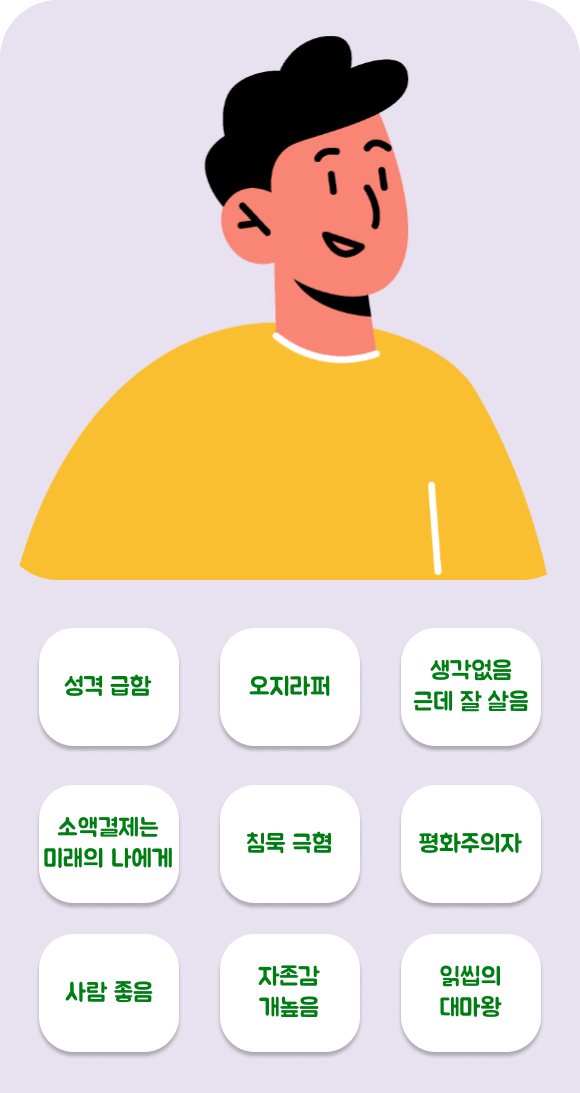 성격 급함
오지라퍼
생각없음
근데 잘 살음
소액결제는
미래의 나에게
침묵 극혐
평화주의자
사람 좋음
자존감
개높음
읽씹의
대마왕